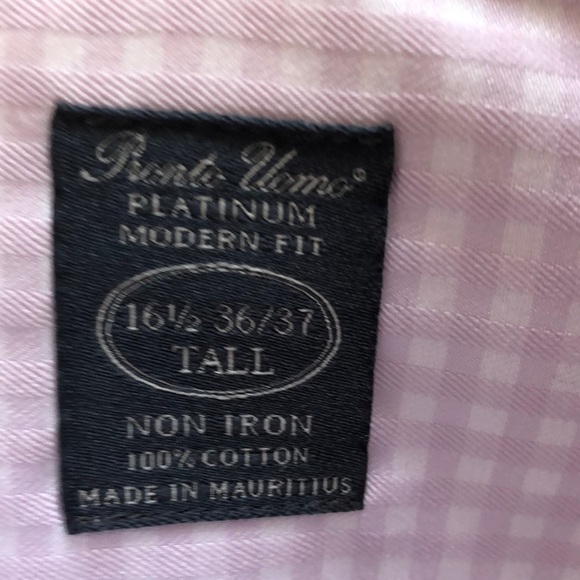 Pronto Uomo®
PLATINUM
MODERN FIT
16½ 36/37
TALL
NON IRON
100% COTTON
MADE IN MAURITIUS